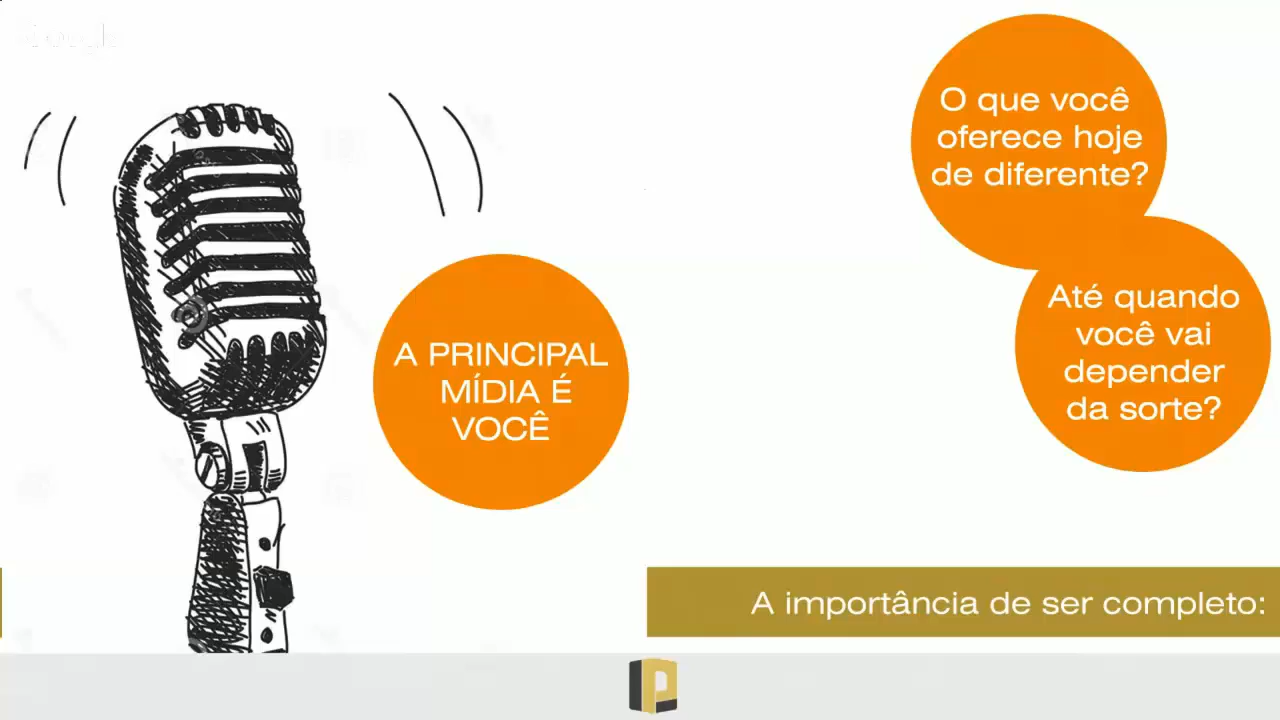 O que você
oferece hoje
de diferente?
Até quando
você vai
depender
da sorte?
A PRINCIPAL
MÍDIA É
VOCÊ
A importância de ser completo: